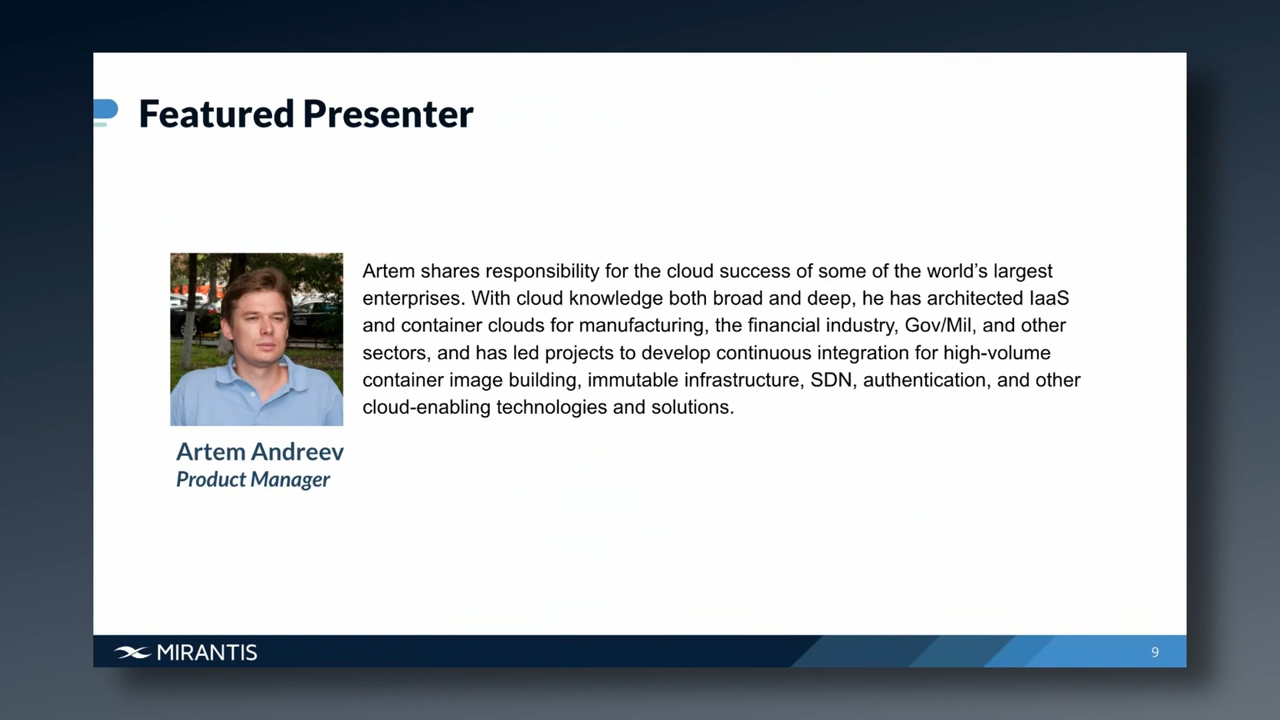 Featured Presenter
Artem shares responsibility for the cloud success of some of the world’s largest
enterprises. With cloud knowledge both broad and deep, he has architected IaaS
and container clouds for manufacturing, the financial industry, Gov/Mil, and other
sectors, and has led projects to develop continuous integration for high-volume
container image building, immutable infrastructure, SDN, authentication, and other
cloud-enabling technologies and solutions.
Artem Andreev
Product Manager
MIRANTIS
9